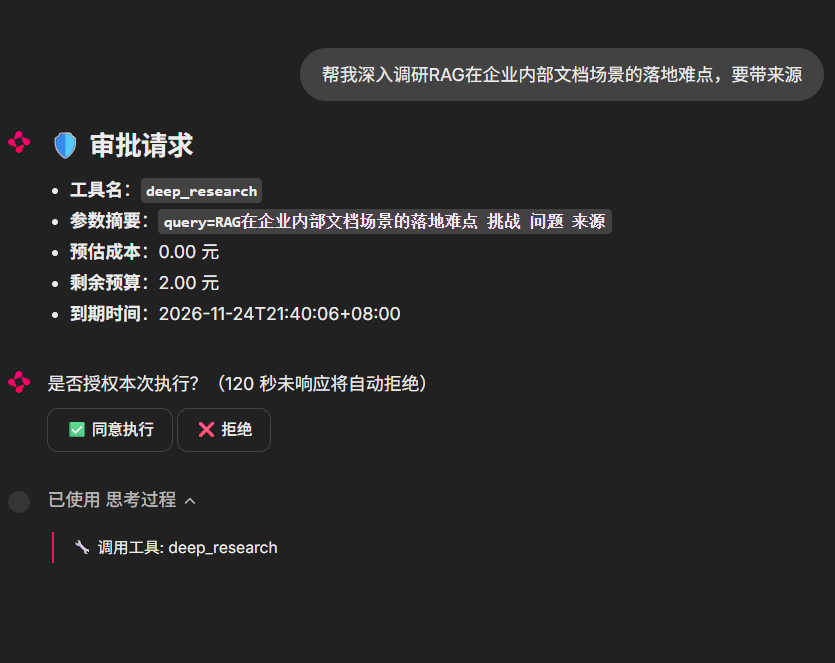 帮我深入调研RAG在企业内部文档场景的落地难点，要带来源
审批请求
工具名： deep_research
参数摘要： query=RAG在企业内部文档场景的落地难点 挑战 问题 来源
预估成本：0.00 元
剩余预算：2.00 元
到期时间：2026-11-24T21:40:06+08:00
是否授权本次执行？（120 秒未响应将自动拒绝）
同意执行 拒绝
已使用 思考过程
调用工具: deep_research